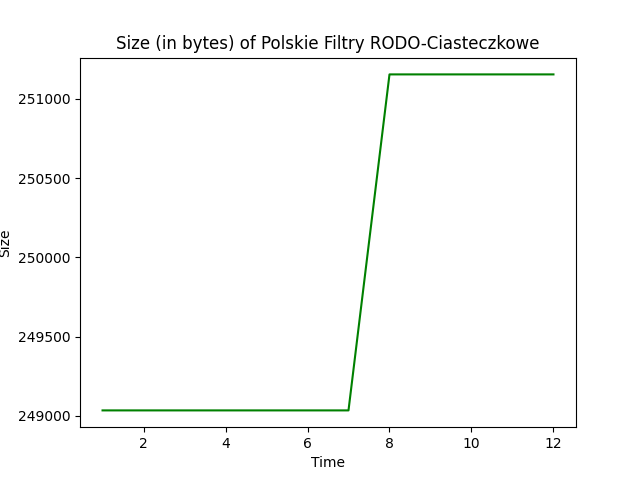 Size (in bytes) of Polskie Filtry RODO-Ciasteczkowe
251000
250500
250000
249500
249000
Size
2 4 6 8 10 12
Time